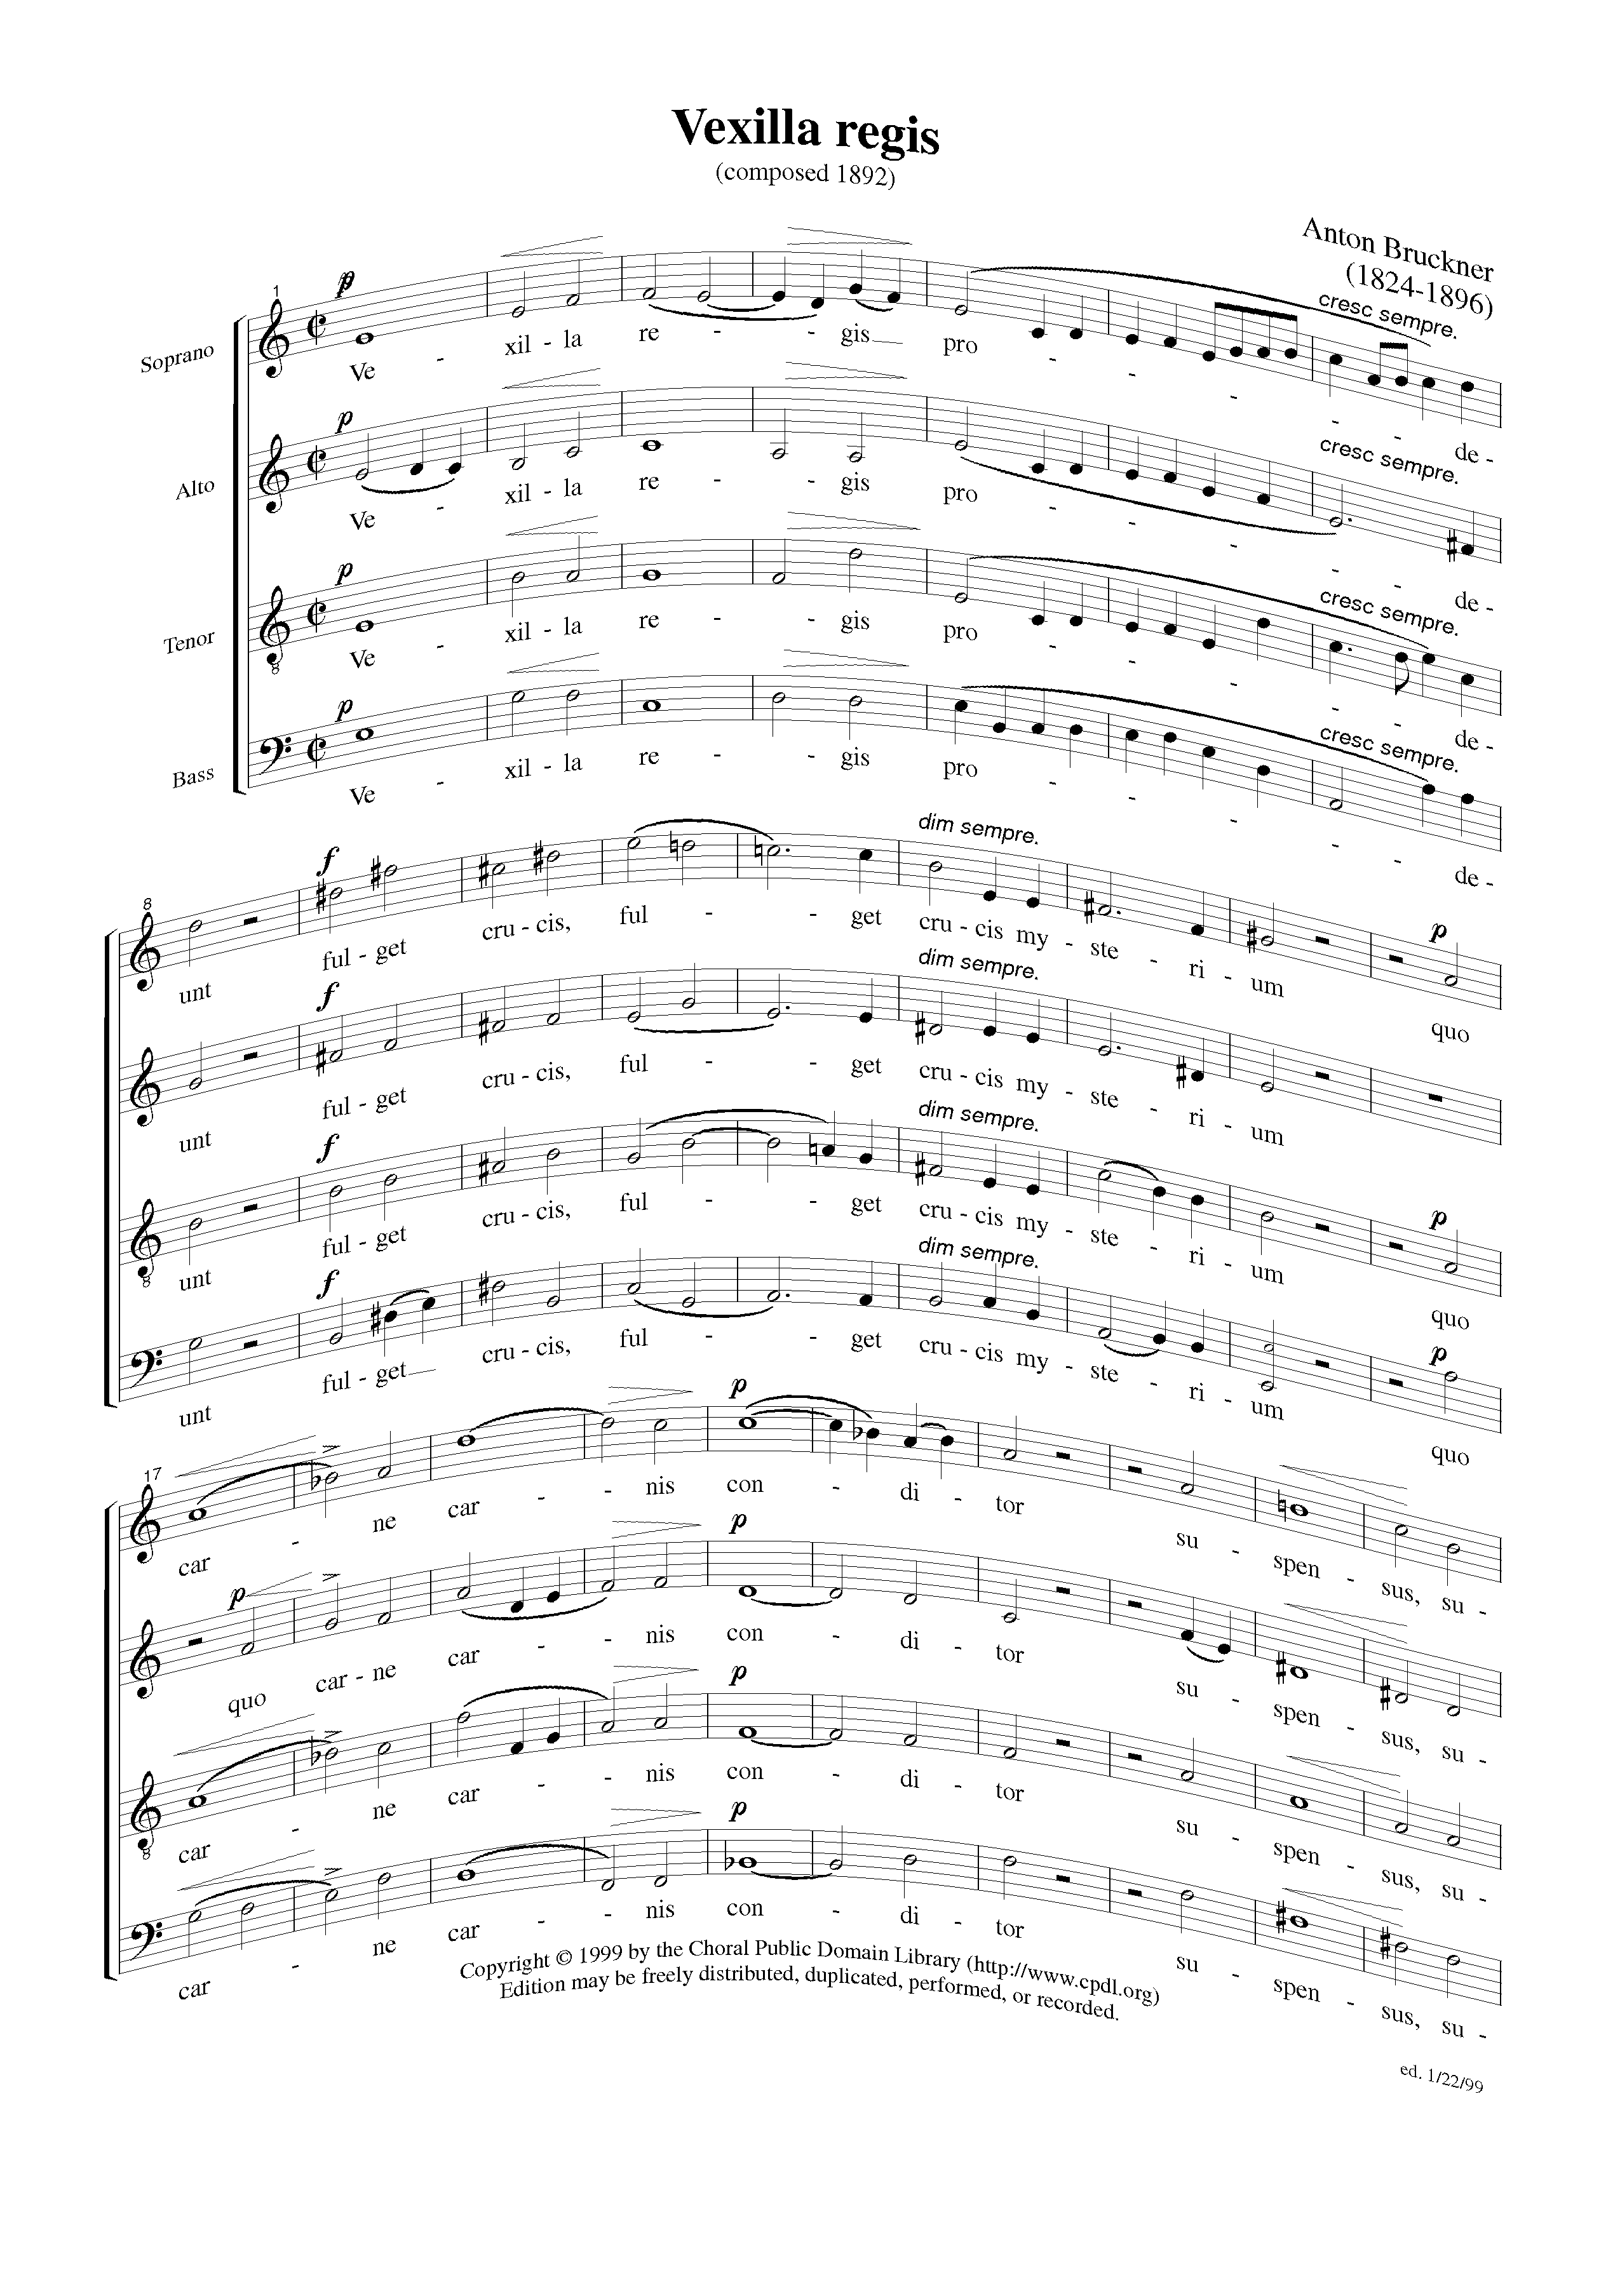 Vexilla regis
(composed 1892)
Anton Bruckner
(1824-1896)
1
p
cresc sempre.
Soprano
Ve - xil - la re - - gis pro - - - - - de -
p
cresc sempre.
Alto
Ve - xil - la re - - gis pro - - - - - de -
p
cresc sempre.
Tenor
Ve - xil - la re - - gis pro - - - - - de -
p
cresc sempre.
Bass
Ve - xil - la re - - gis pro - - - - - de -
8
f
dim sempre.
p
unt ful - get cru - cis, ful - - get cru - cis my - ste - ri - um quo
f
dim sempre.
unt ful - get cru - cis, ful - - get cru - cis my - ste - ri - um
f
dim sempre.
p
unt ful - get cru - cis, ful - - get cru - cis my - ste - ri - um quo
f
dim sempre.
p
unt ful - get cru - cis, ful - - get cru - cis my - ste - ri - um quo
17
p
car - ne car - - nis con - di - tor su - spen - sus, su -
p
p
quo car - ne car - - nis con - di - tor su - spen - sus, su -
p
car - ne car - - nis con - di - tor su - spen - sus, su -
p
car - ne car - - nis con - di - tor su - spen - sus, su -
Copyright © 1999 by the Choral Public Domain Library (http://www.cpdl.org)
Edition may be freely distributed, duplicated, performed, or recorded.
ed. 1/22/99